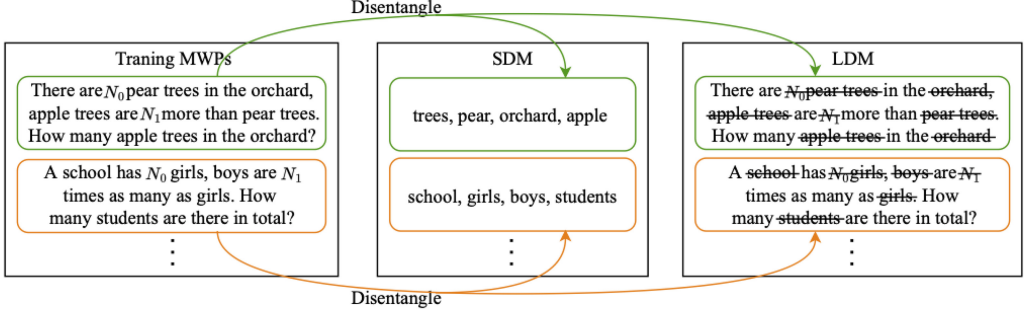 Disentangle
Traning MWPs
There are N₀ pear trees in the orchard,
apple trees are N₁ more than pear trees.
How many apple trees in the orchard?
A school has N₀ girls, boys are N₁
times as many as girls. How
many students are there in total?
SDM
trees, pear, orchard, apple
school, girls, boys, students
LDM
There are N₀ pear trees in the orchard,
apple trees are N₁ more than pear trees.
How many apple trees in the orchard
A school has N₀ girls, boys are N₁
times as many as girls. How
many students are there in total?
Disentangle